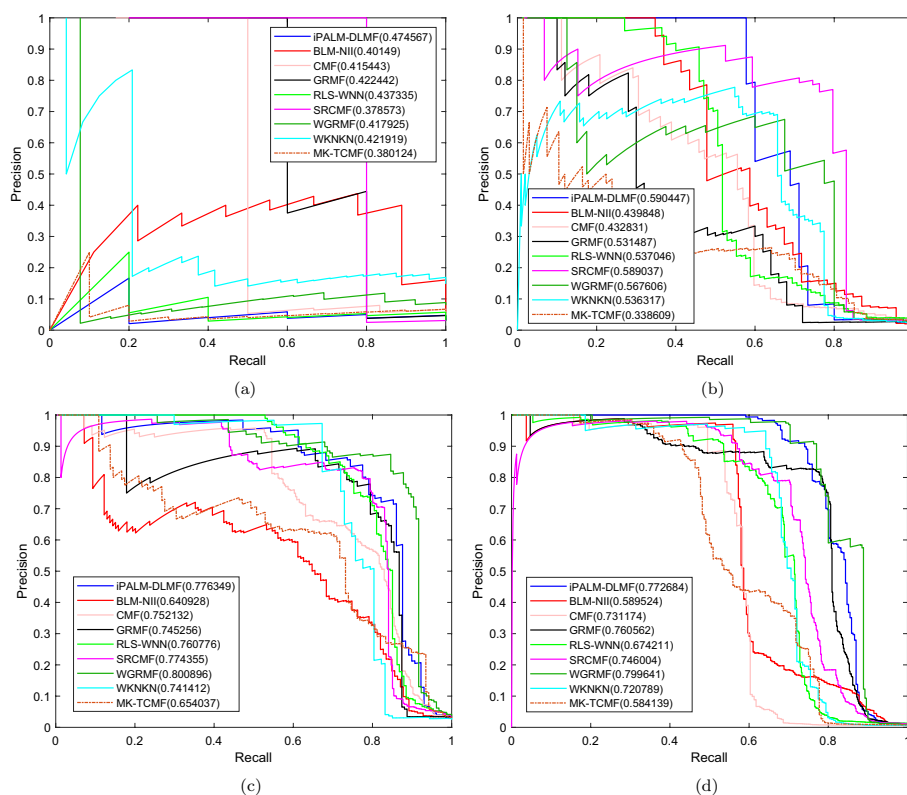 1
0.9
0.8
0.7
0.6
0.5
0.4
0.3
0.2
0.1
0
0 0.2 0.4 0.6 0.8 1
Precision
Recall
iPALM-DLMF(0.474567)
BLM-NII(0.40149)
CMF(0.415443)
GRMF(0.422442)
RLS-WNN(0.437335)
SRCMF(0.378573)
WGRMF(0.417925)
WKNKN(0.421919)
MK-TCMF(0.380124)
(a)
1
0.9
0.8
0.7
0.6
0.5
0.4
0.3
0.2
0.1
0
0 0.2 0.4 0.6 0.8
Precision
Recall
iPALM-DLMF(0.590447)
BLM-NII(0.439848)
CMF(0.432831)
GRMF(0.531487)
RLS-WNN(0.537046)
SRCMF(0.589037)
WGRMF(0.567606)
WKNKN(0.536317)
MK-TCMF(0.338609)
(b)
1
0.9
0.8
0.7
0.6
0.5
0.4
0.3
0.2
0.1
0
0 0.2 0.4 0.6 0.8 1
Precision
Recall
iPALM-DLMF(0.776349)
BLM-NII(0.640928)
CMF(0.752132)
GRMF(0.745256)
RLS-WNN(0.760776)
SRCMF(0.774355)
WGRMF(0.800896)
WKNKN(0.741412)
MK-TCMF(0.654037)
(c)
1
0.9
0.8
0.7
0.6
0.5
0.4
0.3
0.2
0.1
0
0 0.2 0.4 0.6 0.8
Precision
Recall
iPALM-DLMF(0.772684)
BLM-NII(0.589524)
CMF(0.731174)
GRMF(0.760562)
RLS-WNN(0.674211)
SRCMF(0.746004)
WGRMF(0.799641)
WKNKN(0.720789)
MK-TCMF(0.584139)
(d)